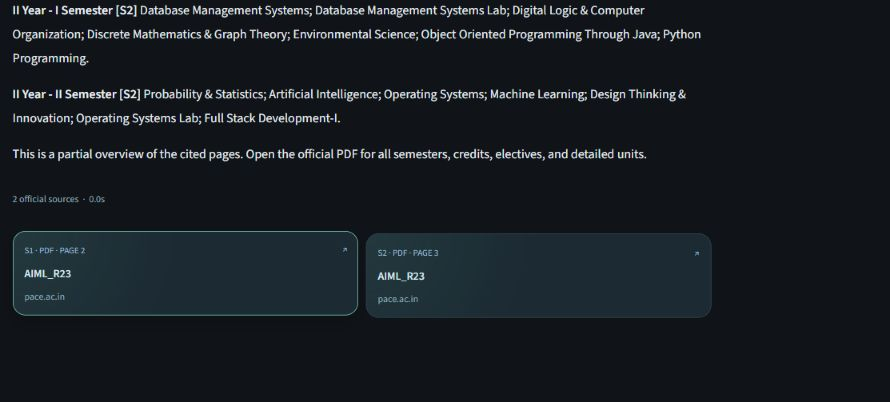 II Year - I Semester [S2] Database Management Systems; Database Management Systems Lab; Digital Logic & Computer
Organization; Discrete Mathematics & Graph Theory; Environmental Science; Object Oriented Programming Through Java; Python
Programming.
II Year - II Semester [S2] Probability & Statistics; Artificial Intelligence; Operating Systems; Machine Learning; Design Thinking &
Innovation; Operating Systems Lab; Full Stack Development-I.
This is a partial overview of the cited pages. Open the official PDF for all semesters, credits, electives, and detailed units.
2 official sources · 0.0s
S1 · PDF · PAGE 2 ↗
AIML_R23
pace.ac.in
S2 · PDF · PAGE 3 ↗
AIML_R23
pace.ac.in